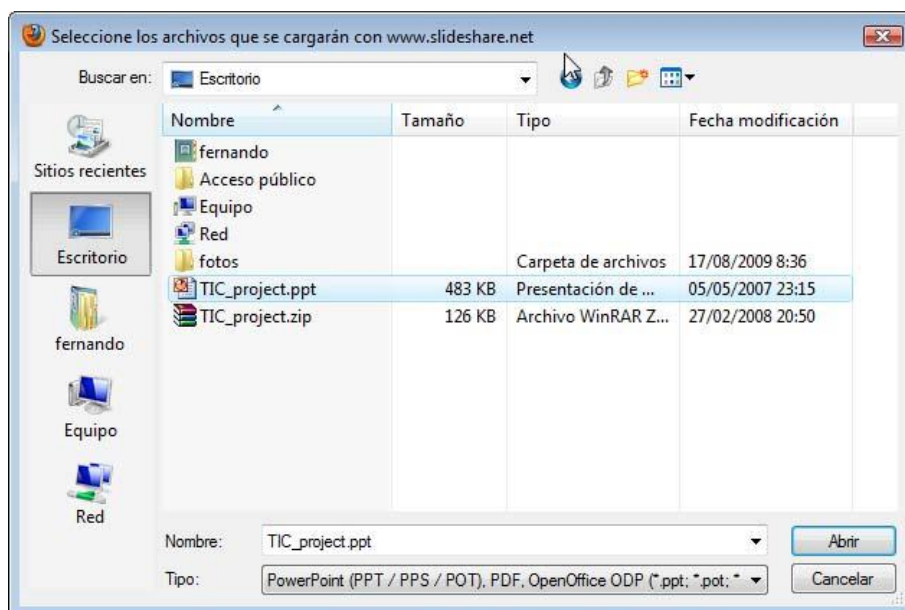 Seleccione los archivos que se cargarán con www.slideshare.net
Buscar en: Escritorio
Nombre Tamaño Tipo Fecha modificación
Sitios recientes
Escritorio
fernando
Equipo
Red
fernando
Acceso público
Equipo
Red
fotos Carpeta de archivos 17/08/2009 8:36
TIC_project.ppt 483 KB Presentación de ... 05/05/2007 23:15
TIC_project.zip 126 KB Archivo WinRAR Z... 27/02/2008 20:50
Nombre: TIC_project.ppt Abrir
Tipo: PowerPoint (PPT / PPS / POT), PDF, OpenOffice ODP (*.ppt; *.pot; * Cancelar